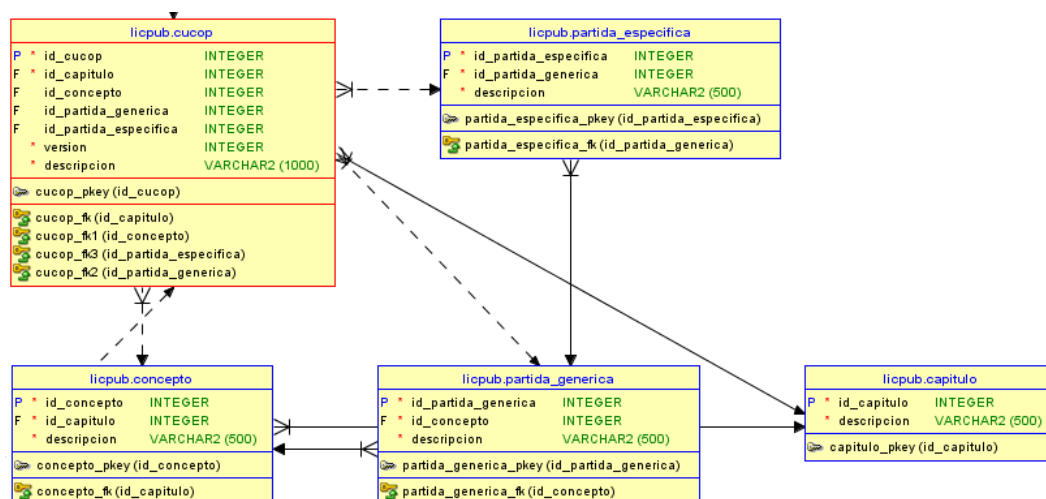 licpub.cucop
P * id_cucop INTEGER
F * id_capitulo INTEGER
F id_concepto INTEGER
F id_partida_generica INTEGER
F id_partida_especifica INTEGER
* version INTEGER
* descripcion VARCHAR2 (1000)
cucop_pkey (id_cucop)
cucop_fk (id_capitulo)
cucop_fk1 (id_concepto)
cucop_fk3 (id_partida_especifica)
cucop_fk2 (id_partida_generica)
licpub.partida_especifica
P * id_partida_especifica INTEGER
F * id_partida_generica INTEGER
* descripcion VARCHAR2 (500)
partida_especifica_pkey (id_partida_especifica)
partida_especifica_fk (id_partida_generica)
licpub.concepto
P * id_concepto INTEGER
F * id_capitulo INTEGER
* descripcion VARCHAR2 (500)
concepto_pkey (id_concepto)
concepto_fk (id_capitulo)
licpub.partida_generica
P * id_partida_generica INTEGER
F * id_concepto INTEGER
* descripcion VARCHAR2 (500)
partida_generica_pkey (id_partida_generica)
partida_generica_fk (id_concepto)
licpub.capitulo
P * id_capitulo INTEGER
* descripcion VARCHAR2 (500)
capitulo_pkey (id_capitulo)